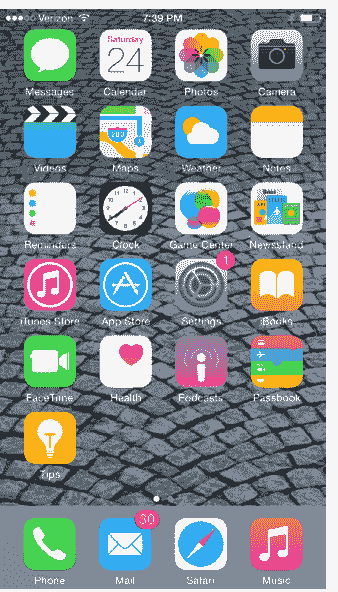 Verizon 7:39 PM
Saturday
24
Messages Calendar Photos Camera
280
Videos Maps Weather Notes
Reminders Clock Game Center Newsstand
1
iTunes Store App Store Settings iBooks
FaceTime Health Podcasts Passbook
Tips
30
Phone Mail Safari Music